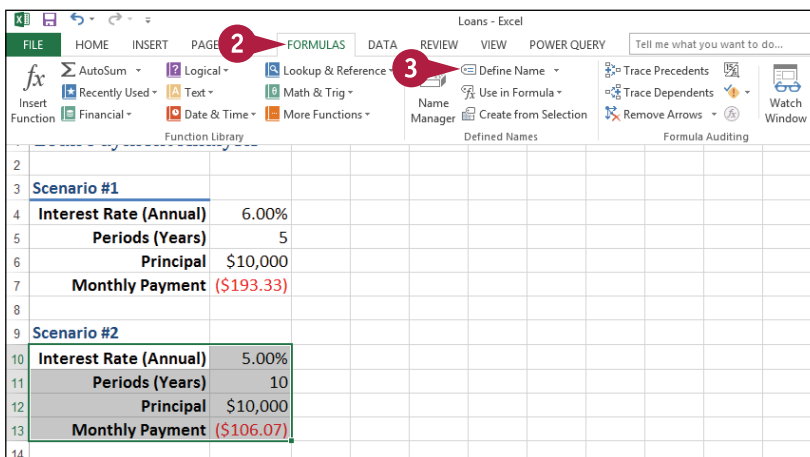 Loans - Excel
FILE HOME INSERT 2 FORMULAS DATA REVIEW VIEW POWER QUERY Tell me what you want to do...
AutoSum Logical Lookup & Reference 3 Define Name Trace Precedents
Recently Used Text Math & Trig Use in Formula Trace Dependents
Financial Date & Time More Functions Create from Selection Remove Arrows
Insert Function
Name Manager
Watch Window
Function Library Defined Names Formula Auditing
2
3 Scenario #1
4 Interest Rate (Annual) 6.00%
5 Periods (Years) 5
6 Principal $10,000
7 Monthly Payment ($193.33)
8
9 Scenario #2
10 Interest Rate (Annual) 5.00%
11 Periods (Years) 10
12 Principal $10,000
13 Monthly Payment ($106.07)
14